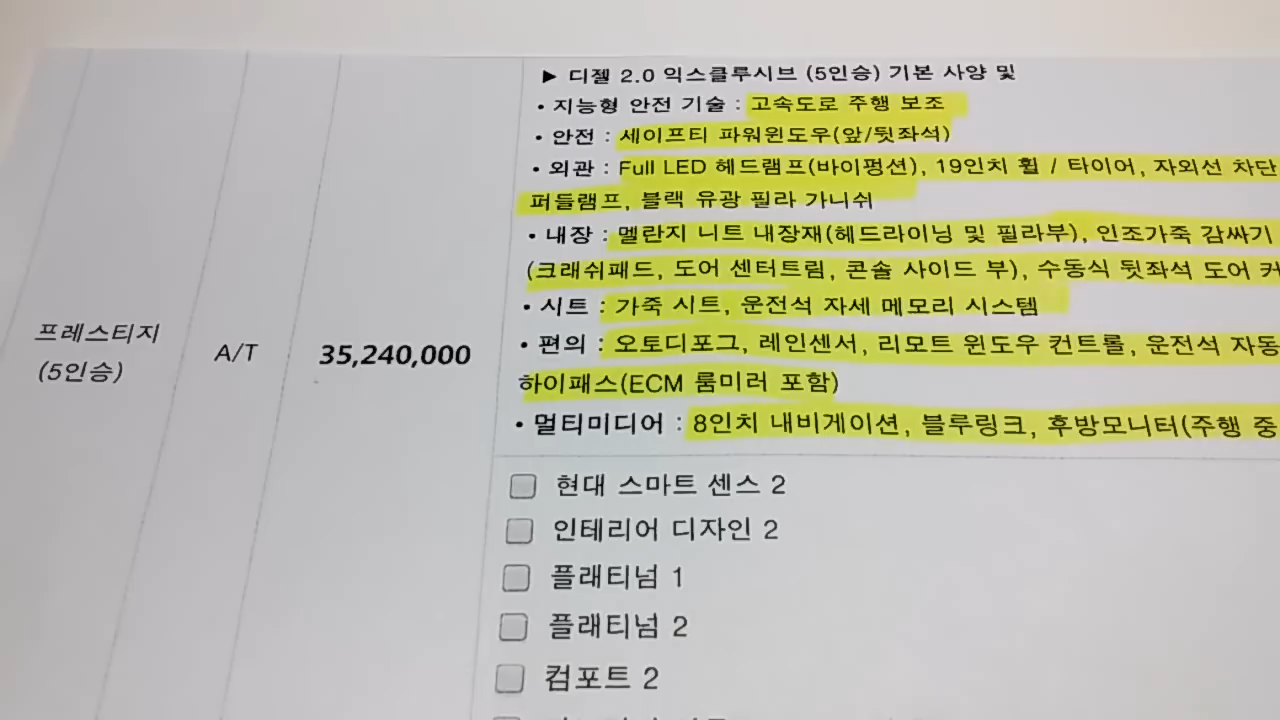 ▶ 디젤 2.0 익스클루시브 (5인승) 기본 사양 및
• 지능형 안전 기술 : 고속도로 주행 보조
• 안전 : 세이프티 파워윈도우(앞/뒷좌석)
• 외관 : Full LED 헤드램프(바이펑션), 19인치 휠 / 타이어, 자외선 차단
퍼들램프, 블랙 유광 필라 가니쉬
• 내장 : 멜란지 니트 내장재(헤드라이닝 및 필라부), 인조가죽 감싸기
(크래쉬패드, 도어 센터트림, 콘솔 사이드 부), 수동식 뒷좌석 도어 커
• 시트 : 가죽 시트, 운전석 자세 메모리 시스템
• 편의 : 오토디포그, 레인센서, 리모트 윈도우 컨트롤, 운전석 자동
하이패스(ECM 룸미러 포함)
• 멀티미디어 : 8인치 내비게이션, 블루링크, 후방모니터(주행 중
프레스티지
(5인승)
A/T
35,240,000
현대 스마트 센스 2
인테리어 디자인 2
플래티넘 1
플래티넘 2
컴포트 2